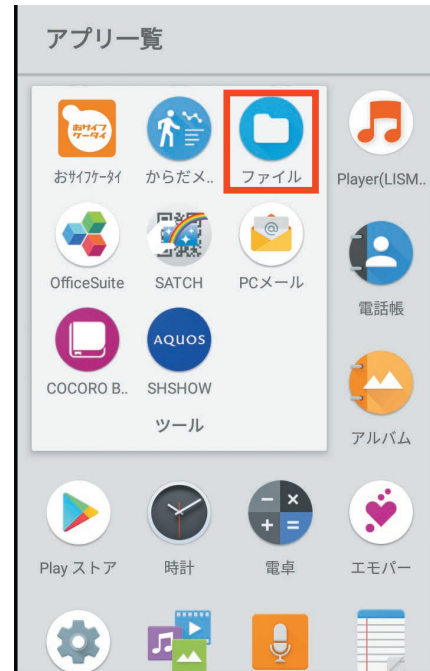 アプリ一覧
おサイフ
ケータイ
おサイフケータイ
からだメ..
ファイル
Player(LISM..
OfficeSuite
SATCH
@
PCメール
電話帳
COCORO B..
AQUOS
SHSHOW
ツール
アルバム
Play ストア
時計
電卓
エモパー